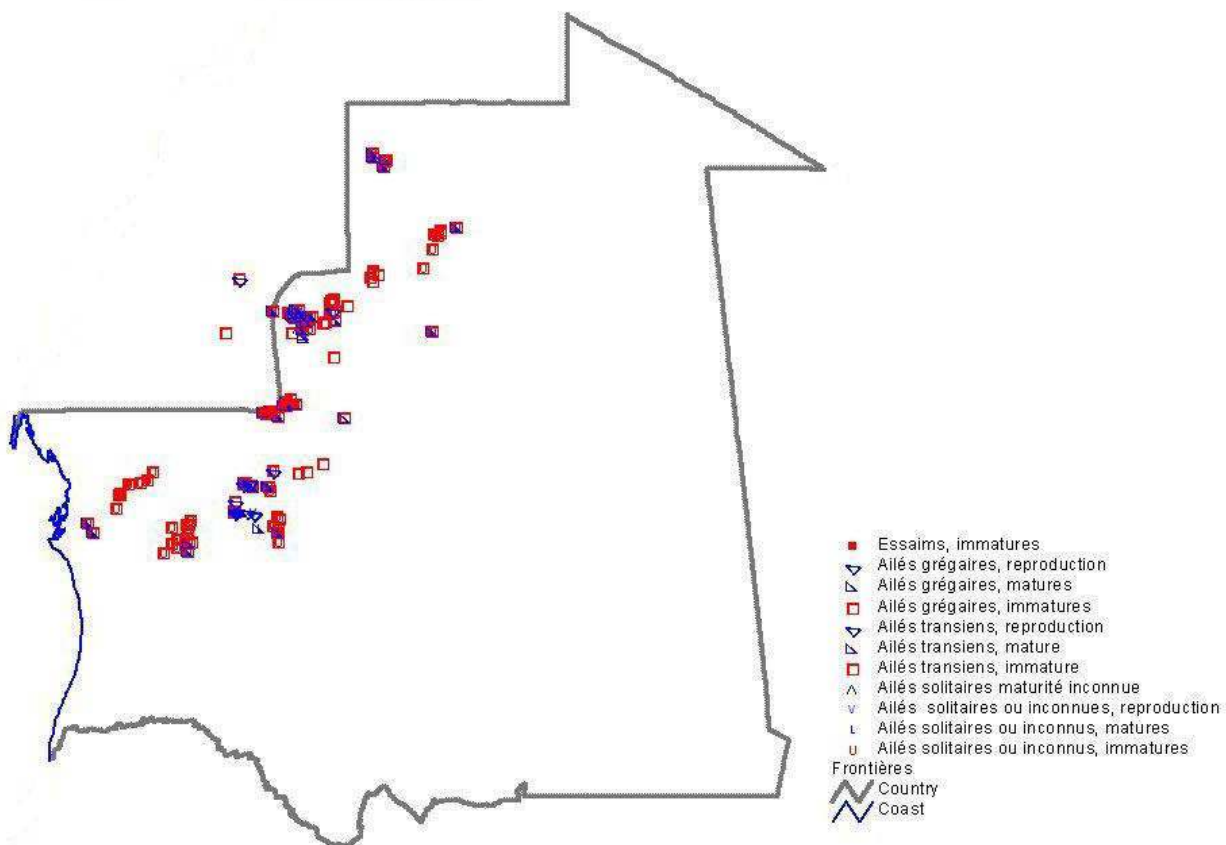 Essaims, immatures
Ailés grégaires, reproduction
Ailés grégaires, matures
Ailés grégaires, immatures
Ailés transiens, reproduction
Ailés transiens, mature
Ailés transiens, immature
Ailés solitaires maturité inconnue
Ailés solitaires ou inconnues, reproduction
Ailés solitaires ou inconnus, matures
Ailés solitaires ou inconnus, immatures
Frontières
Country
Coast